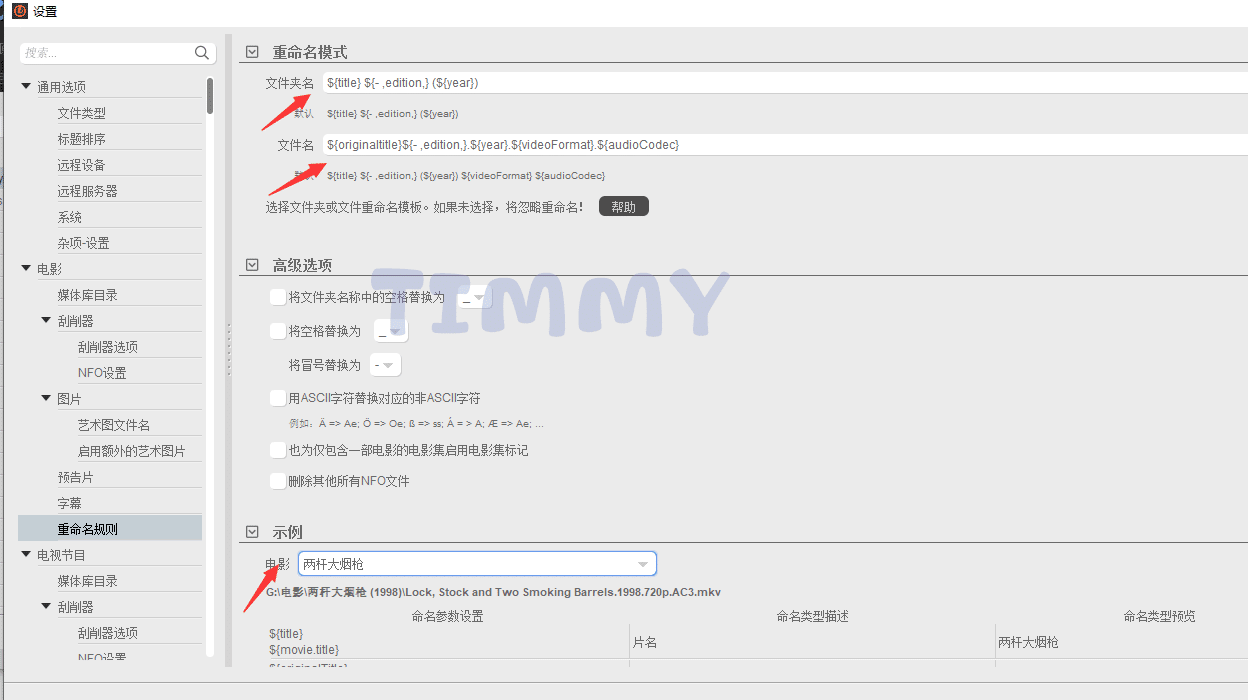 设置
搜索...
通用选项
文件类型
标题排序
远程设备
远程服务器
系统
杂项-设置
电影
媒体库目录
刮削器
刮削器选项
NFO设置
图片
艺术图文件名
启用额外的艺术图片
预告片
字幕
重命名规则
电视节目
媒体库目录
刮削器
刮削器选项
NFO设置
重命名模式
文件夹名 ${title} ${- ,edition,} (${year})
默认 ${title} ${- ,edition,} (${year})
文件名 ${originaltitle}${- ,edition,}.${year}.${videoFormat}.${audioCodec}
默认 ${title} ${- ,edition,} (${year}) ${videoFormat} ${audioCodec}
选择文件夹或文件重命名模板。如果未选择，将忽略重命名！ 帮助
高级选项
TIMMY
将文件夹名称中的空格替换为 _
将空格替换为 _
将冒号替换为 -
用ASCII字符替换对应的非ASCII字符
例如：Ä => Ae; Ö => Oe; ß => ss; Â = > A; Æ => Ae; ...
也为仅包含一部电影的电影集启用电影集标记
删除其他所有NFO文件
示例
电影 两杆大烟枪
G:\电影\两杆大烟枪 (1998)\Lock, Stock and Two Smoking Barrels.1998.720p.AC3.mkv
命名参数设置 命名类型描述 命名类型预览
${title}
${movie.title} 片名 两杆大烟枪
${originalTitle}